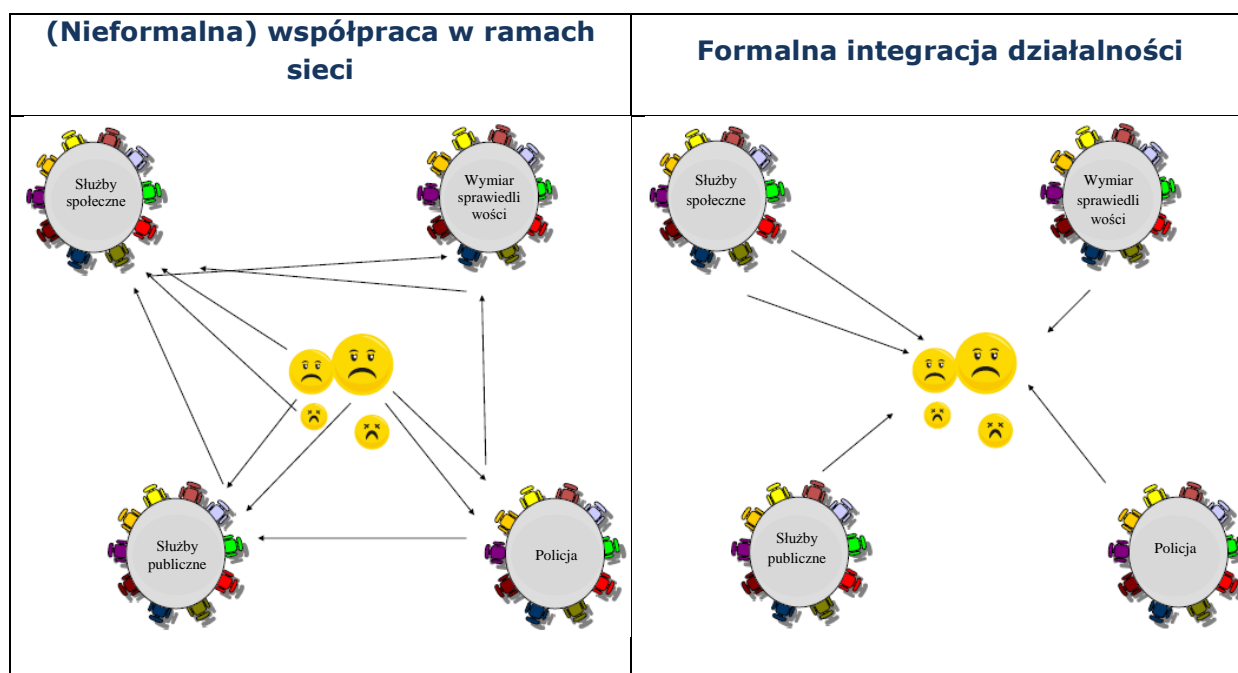 (Nieformalna) współpraca w ramach
sieci
Formalna integracja działalności
Służby
społeczne
Wymiar
sprawiedli
wości
Służby
społeczne
Wymiar
sprawiedli
wości
Służby
publiczne
Policja
Służby
publiczne
Policja